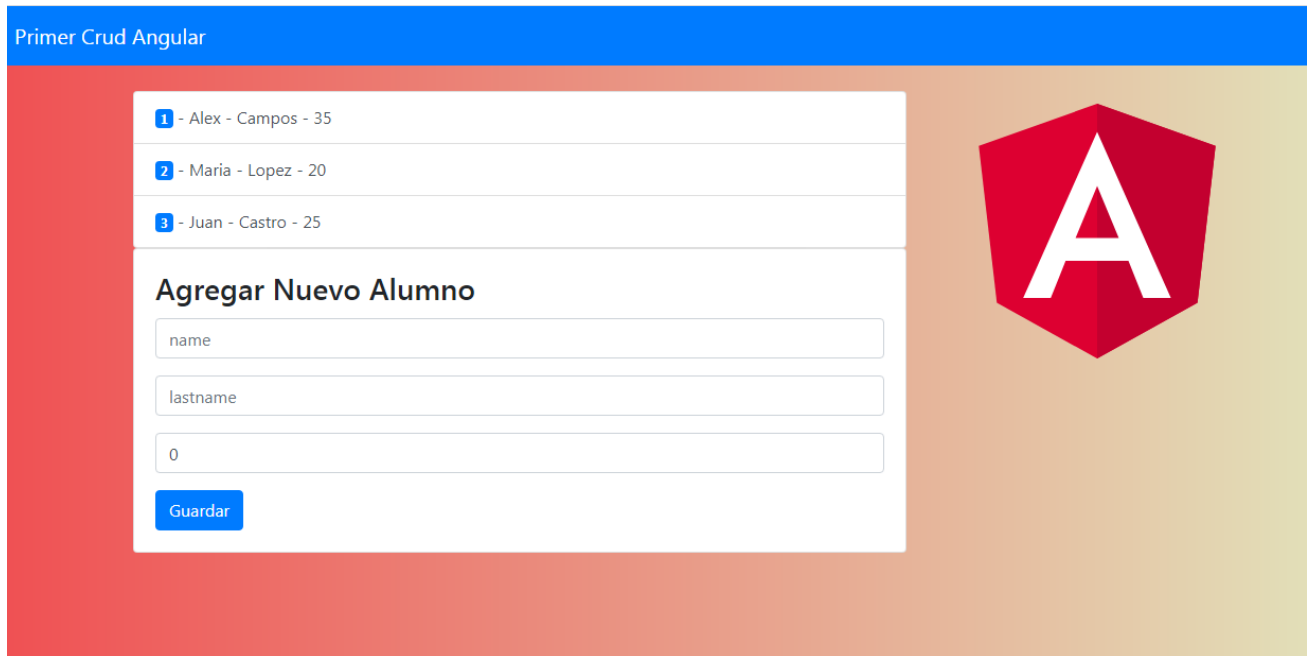 Primer Crud Angular
1 - Alex - Campos - 35
2 - Maria - Lopez - 20
3 - Juan - Castro - 25
Agregar Nuevo Alumno
name
lastname
0
Guardar
A